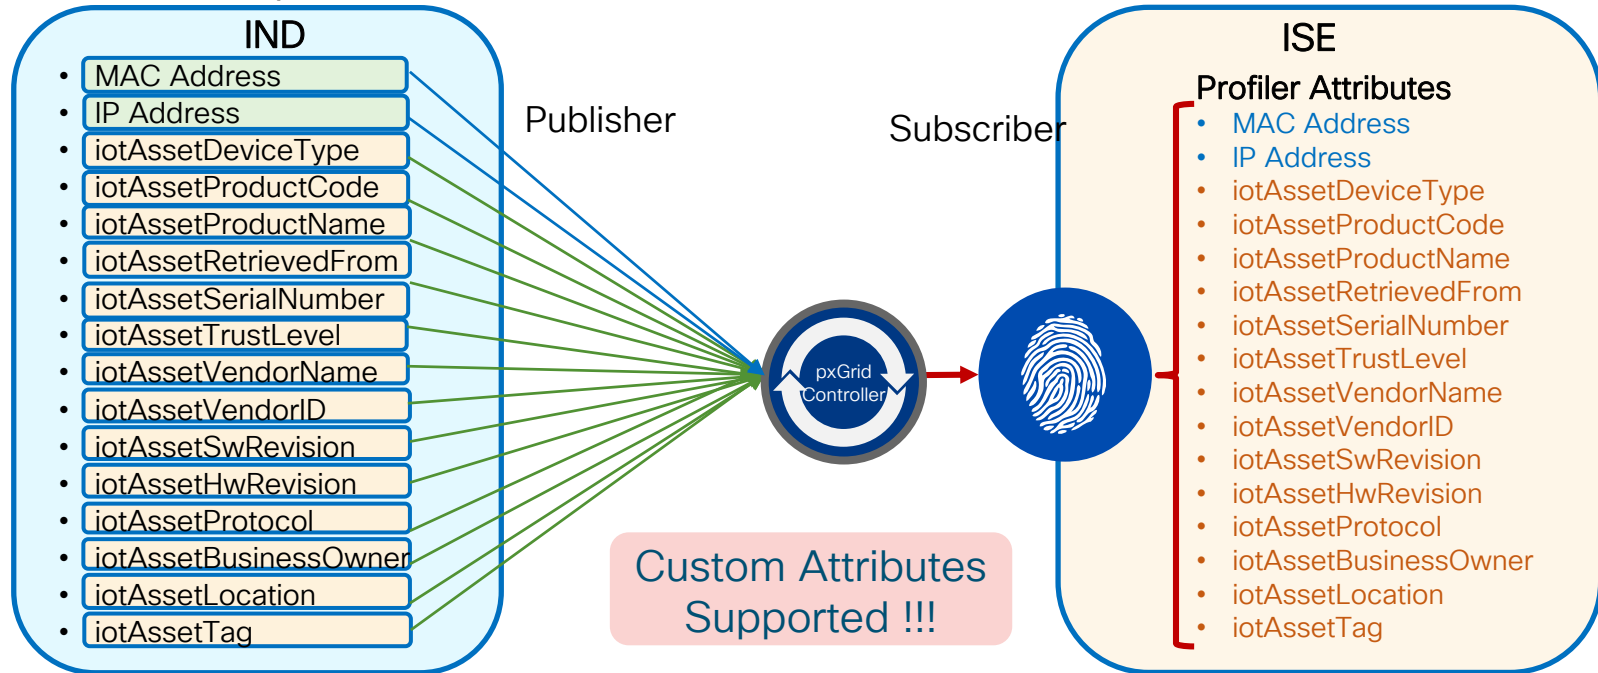 IND
• MAC Address
• IP Address
• iotAssetDeviceType
• iotAssetProductCode
• iotAssetProductName
• iotAssetRetrievedFrom
• iotAssetSerialNumber
• iotAssetTrustLevel
• iotAssetVendorName
• iotAssetVendorID
• iotAssetSwRevision
• iotAssetHwRevision
• iotAssetProtocol
• iotAssetBusinessOwner
• iotAssetLocation
• iotAssetTag
Publisher
Subscriber
pxGrid
Controller
Custom Attributes
Supported !!!
ISE
Profiler Attributes
• MAC Address
• IP Address
• iotAssetDeviceType
• iotAssetProductCode
• iotAssetProductName
• iotAssetRetrievedFrom
• iotAssetSerialNumber
• iotAssetTrustLevel
• iotAssetVendorName
• iotAssetVendorID
• iotAssetSwRevision
• iotAssetHwRevision
• iotAssetProtocol
• iotAssetBusinessOwner
• iotAssetLocation
• iotAssetTag